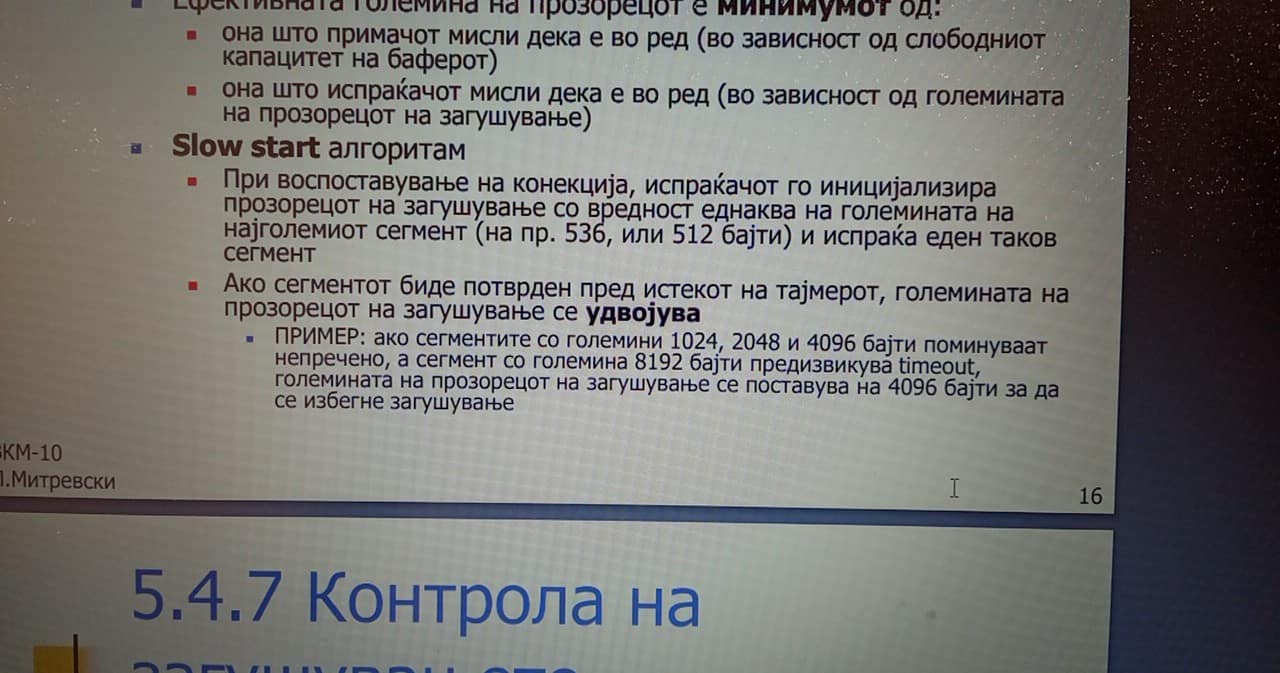 Ефективната големина на прозорецот е минимумот од:
она што примачот мисли дека е во ред (во зависност од слободниот
капацитет на баферот)
она што испраќачот мисли дека е во ред (во зависност од големината
на прозорецот на загушување)
Slow start алгоритам
При воспоставување на конекција, испраќачот го иницијализира
прозорецот на загушување со вредност еднаква на големината на
најголемиот сегмент (на пр. 536, или 512 бајти) и испраќа еден таков
сегмент
Ако сегментот биде потврден пред истекот на тајмерот, големината на
прозорецот на загушување се удвојува
ПРИМЕР: ако сегментите со големини 1024, 2048 и 4096 бајти поминуваат
непречено, а сегмент со големина 8192 бајти предизвикува timeout,
големината на прозорецот на загушување се поставува на 4096 бајти за да
се избегне загушување
КМ-10
.Митревски
16
5.4.7 Контрола на